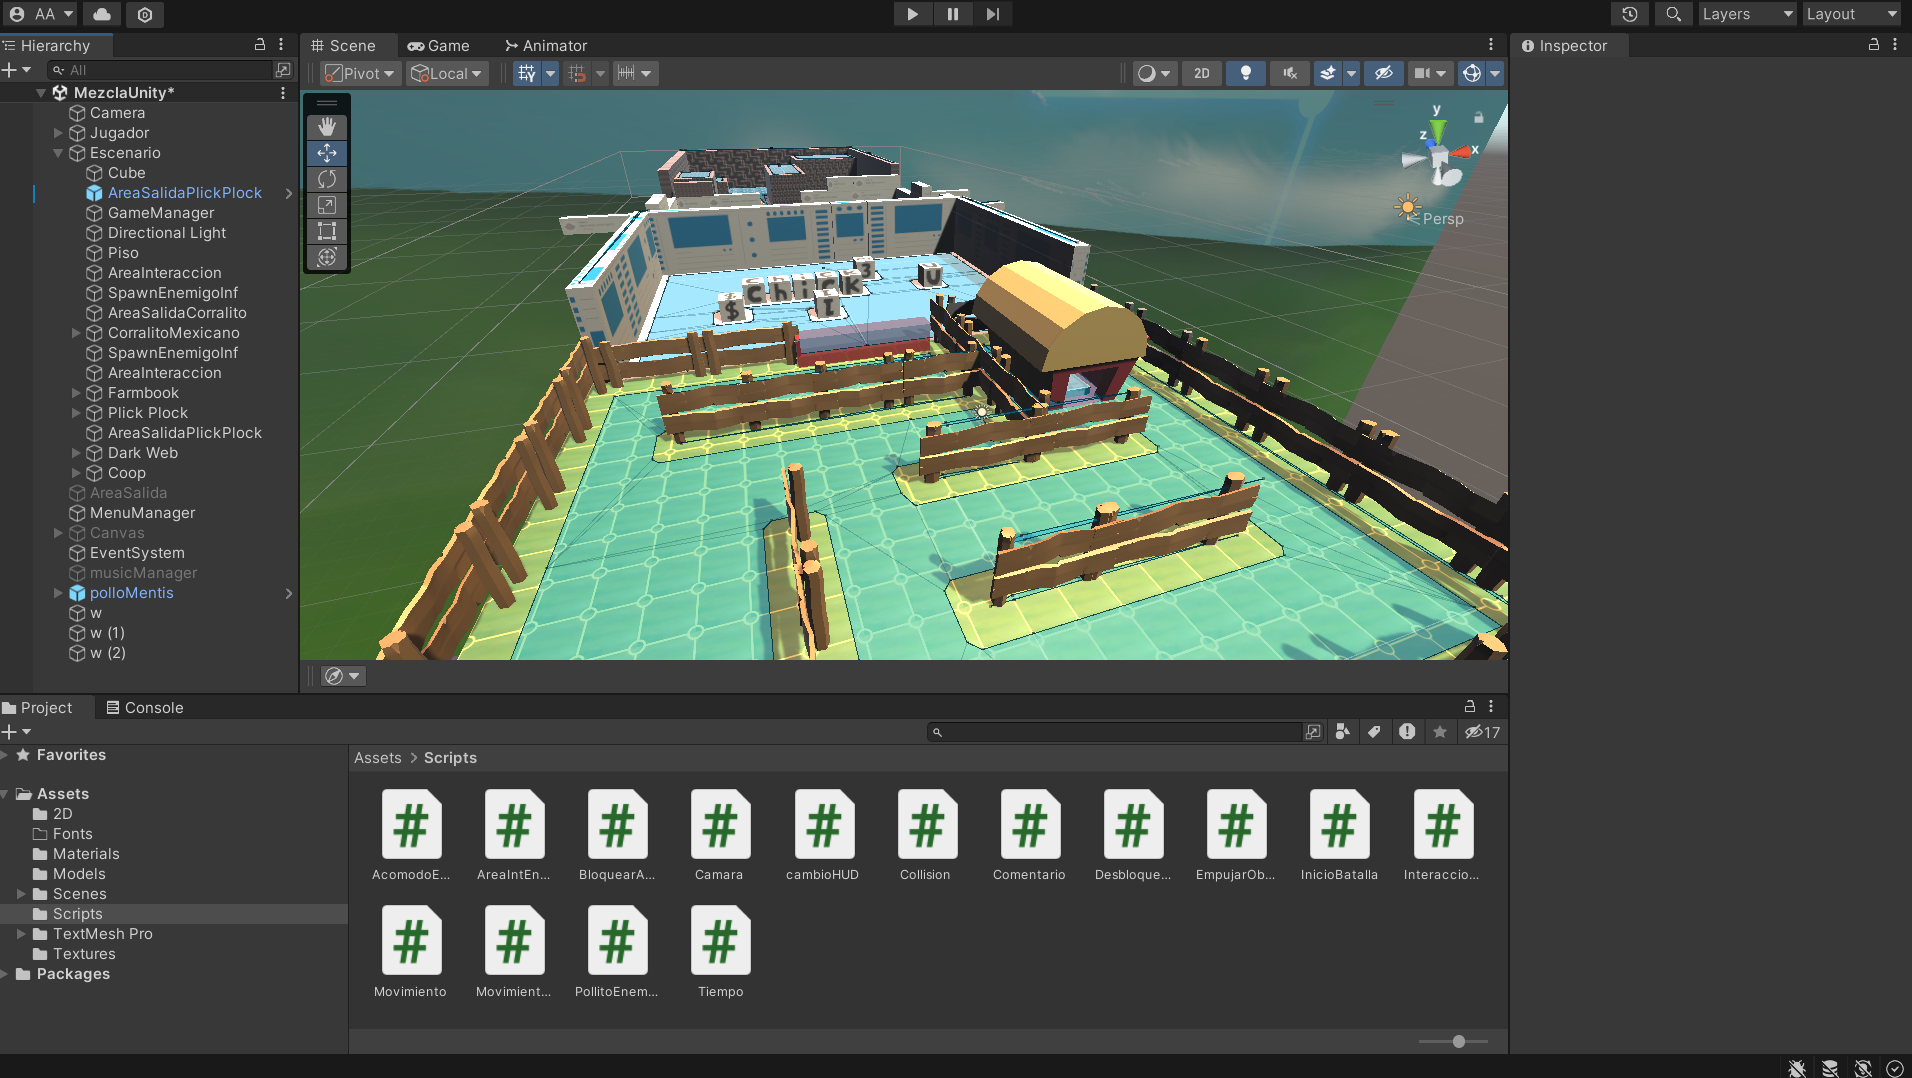 AA
Layers
Layout
Hierarchy
Scene
Game
Animator
Inspector
All
Pivot
Local
2D
MezclaUnity*
Camera
Jugador
Escenario
Cube
AreaSalidaPlickPlock
GameManager
Directional Light
Piso
AreaInteraccion
SpawnEnemigoInf
AreaSalidaCorralito
CorralitoMexicano
SpawnEnemigoInf
AreaInteraccion
Farmbook
Plick Plock
AreaSalidaPlickPlock
Dark Web
Coop
AreaSalida
MenuManager
Canvas
EventSystem
musicManager
polloMentis
w
w (1)
w (2)
y
z
x
Persp
3
U
Chick
$
I
Project
Console
17
Favorites
Assets
2D
Fonts
Materials
Models
Scenes
Scripts
TextMesh Pro
Textures
Packages
Assets > Scripts
AcomodoE...
AreaIntEn...
BloquearA...
Camara
cambioHUD
Collision
Comentario
Desbloque...
EmpujarOb...
InicioBatalla
Interaccio...
Movimiento
Movimient...
PollitoEnem...
Tiempo